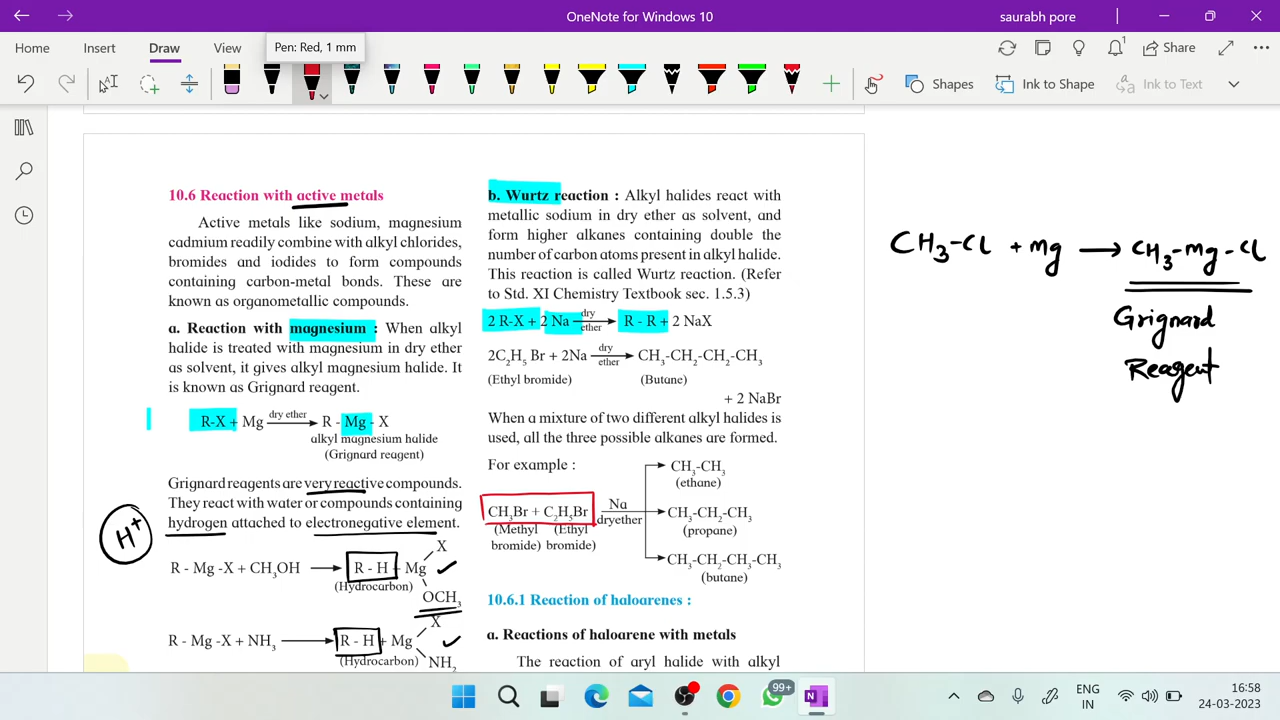 OneNote for Windows 10
saurabh pore
Home Insert Draw View
Pen: Red, 1 mm
1
Share
Shapes
Ink to Shape
Ink to Text
10.6 Reaction with active metals
Active metals like sodium, magnesium
cadmium readily combine with alkyl chlorides,
bromides and iodides to form compounds
containing carbon-metal bonds. These are
known as organometallic compounds.
a. Reaction with magnesium : When alkyl
halide is treated with magnesium in dry ether
as solvent, it gives alkyl magnesium halide. It
is known as Grignard reagent.
R-X + Mg dry ether R - Mg - X
alkyl magnesium halide
(Grignard reagent)
Grignard reagents are very reactive compounds.
They react with water or compounds containing
hydrogen attached to electronegative element.
H+
R - Mg -X + CH3OH R - H + Mg X
(Hydrocarbon)
OCH3
R - Mg -X + NH3 R - H + Mg X
(Hydrocarbon)
NH2
b. Wurtz reaction : Alkyl halides react with
metallic sodium in dry ether as solvent, and
form higher alkanes containing double the
number of carbon atoms present in alkyl halide.
This reaction is called Wurtz reaction. (Refer
to Std. XI Chemistry Textbook sec. 1.5.3)
2 R-X + 2 Na dry ether R - R + 2 NaX
2C2H5 Br + 2Na dry ether CH3-CH2-CH2-CH3
(Ethyl bromide) (Butane)
+ 2 NaBr
When a mixture of two different alkyl halides is
used, all the three possible alkanes are formed.
For example :
CH3-CH3
(ethane)
CH3Br + C2H5Br Na dryether CH3-CH2-CH3
(Methyl bromide) (Ethyl bromide)
(propane)
CH3-CH2-CH3-CH3
(butane)
10.6.1 Reaction of haloarenes :
a. Reactions of haloarene with metals
The reaction of aryl halide with alkyl
CH3-Cl + Mg → CH3-Mg-Cl
Grignard
Reagent
99+
ENG
IN
16:58
24-03-2023